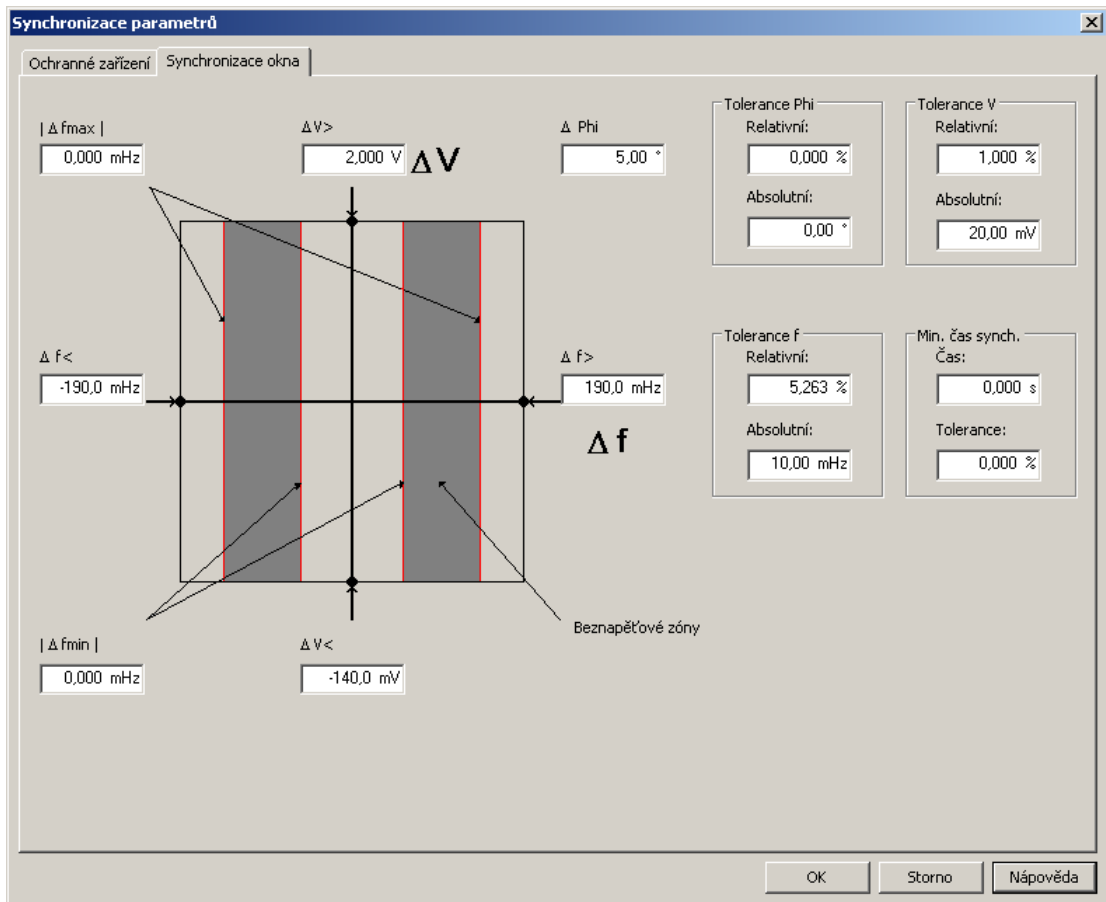 Synchronizace parametrů
Ochranné zařízení
Synchronizace okna
| Δ fmax |
0,000 mHz
Δ V>
2,000 V
ΔV
Δ Phi
5,00 °
Tolerance Phi
Relativní:
0,000 %
Absolutní:
0,00 °
Tolerance V
Relativní:
1,000 %
Absolutní:
20,00 mV
Δ f<
-190,0 mHz
Δ f>
190,0 mHz
Δ f
Tolerance f
Relativní:
5,263 %
Absolutní:
10,00 mHz
Min. čas synch.
Čas:
0,000 s
Tolerance:
0,000 %
Beznapěťové zóny
| Δ fmin |
0,000 mHz
Δ V<
-140,0 mV
OK
Storno
Nápověda